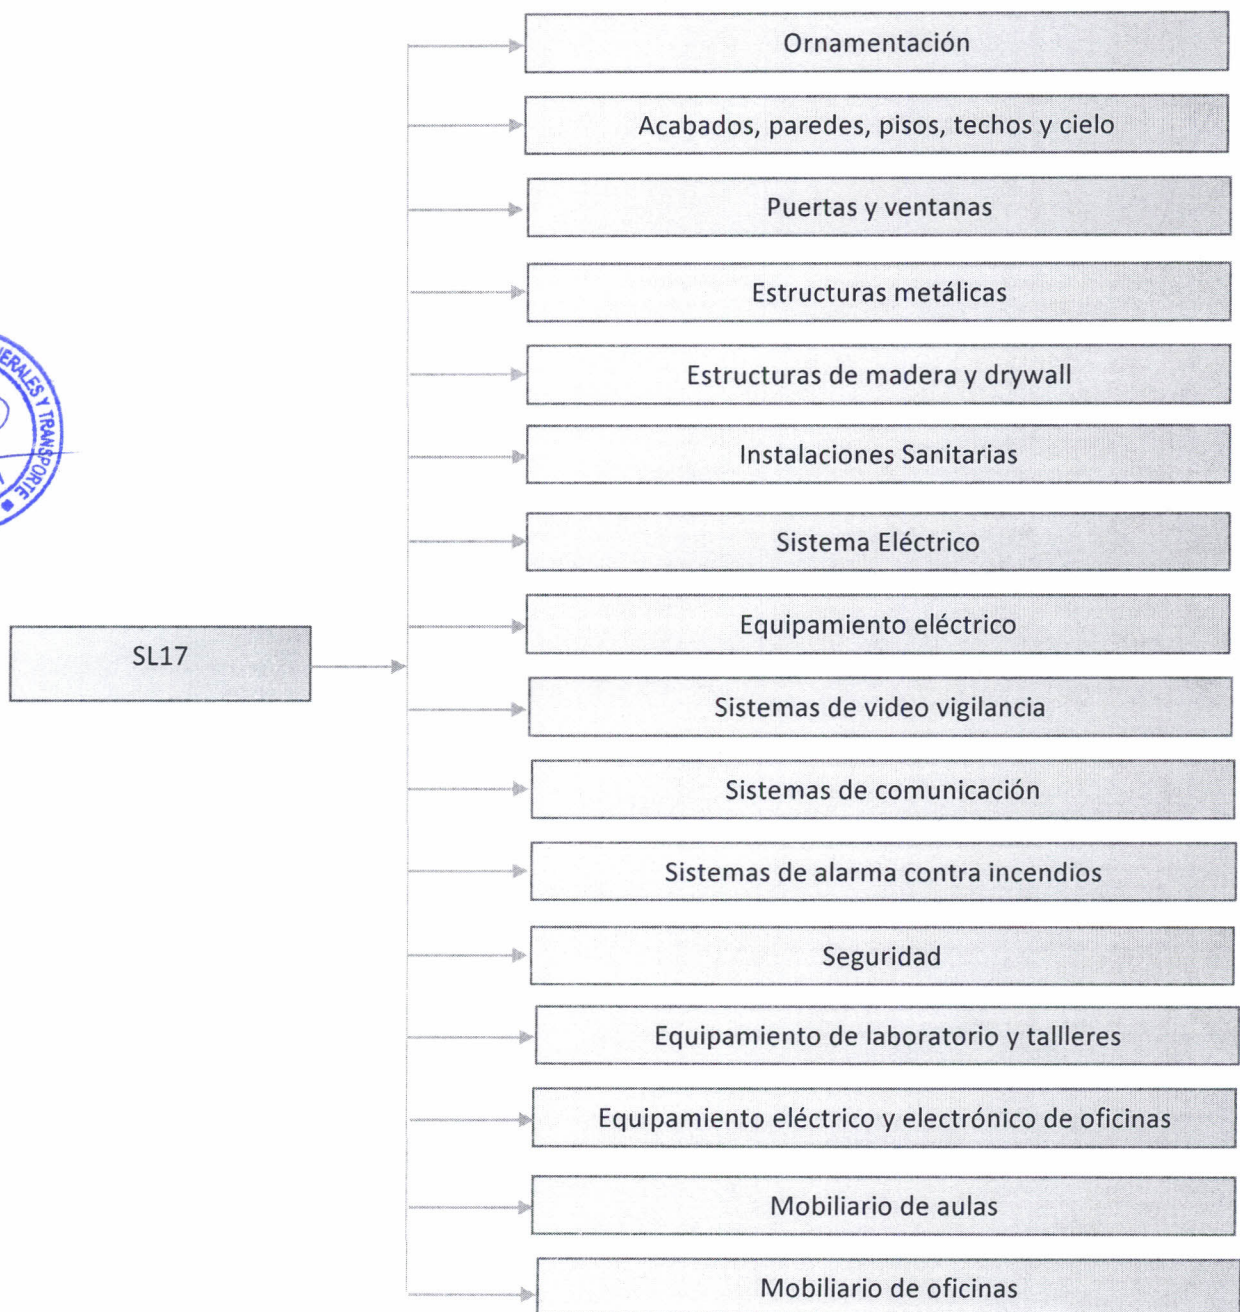 Ornamentación
Acabados, paredes, pisos, techos y cielo
Puertas y ventanas
Estructuras metálicas
Estructuras de madera y drywall
Instalaciones Sanitarias
Sistema Eléctrico
Equipamiento eléctrico
SL17
Sistemas de video vigilancia
Sistemas de comunicación
Sistemas de alarma contra incendios
Seguridad
Equipamiento de laboratorio y tallleres
Equipamiento eléctrico y electrónico de oficinas
Mobiliario de aulas
Mobiliario de oficinas
Y TRANSPORTE